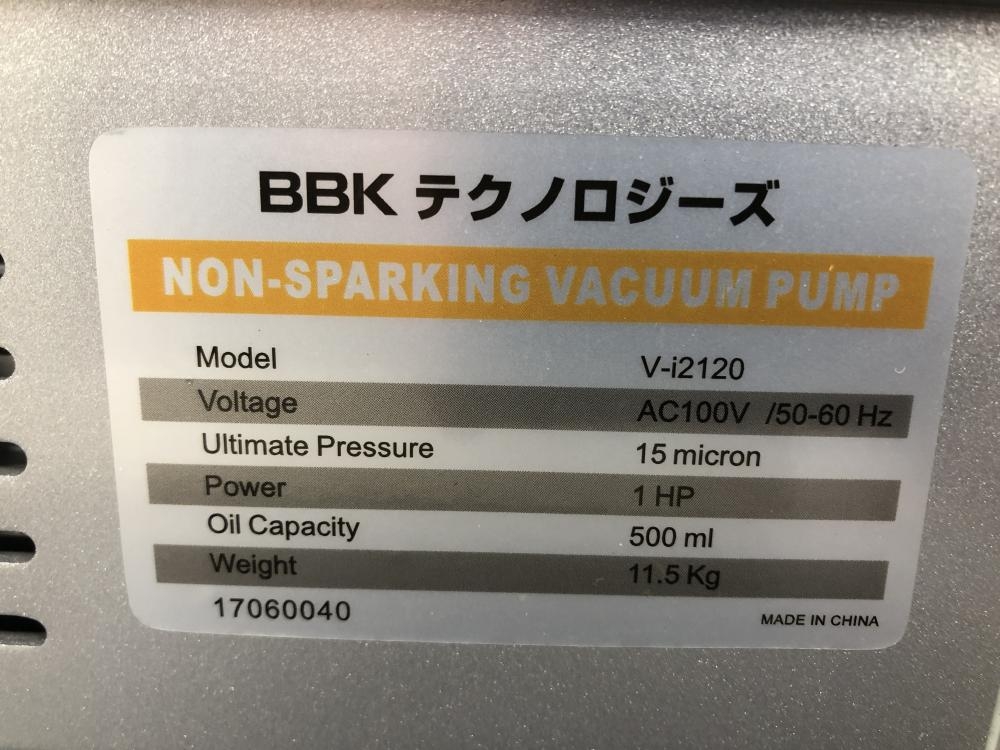 BBK テクノロジーズ
NON-SPARKING VACUUM PUMP
Model V-i2120
Voltage AC100V /50-60 Hz
Ultimate Pressure 15 micron
Power 1 HP
Oil Capacity 500 ml
Weight 11.5 Kg
17060040 MADE IN CHINA